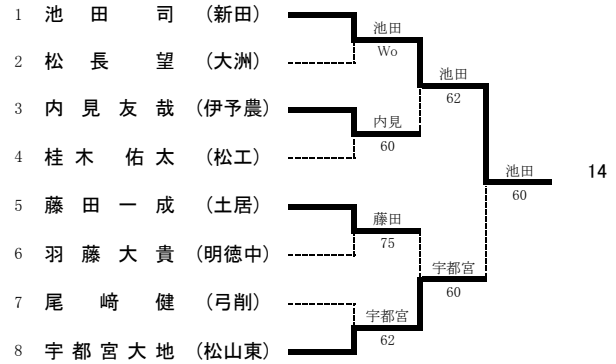 1 池田 司 (新田)
池田
2 松長 望 (大洲)
Wo
池田
62
3 内見友哉 (伊予農)
内見
4 桂木 佑太 (松工)
60
池田
60
14
5 藤田一成 (土居)
藤田
6 羽藤大貴 (明徳中)
75
宇都宮
60
7 尾﨑 健 (弓削)
宇都宮
8 宇都宮大地 (松山東)
62